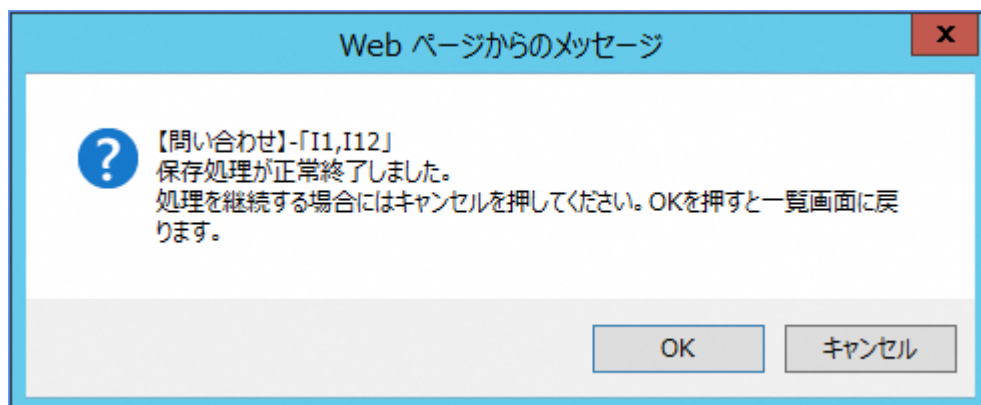 Web ページからのメッセージ
x
?
【問い合わせ】-「I1,I12」
保存処理が正常終了しました。
処理を継続する場合にはキャンセルを押してください。OKを押すと一覧画面に戻
ります。
OK
キャンセル